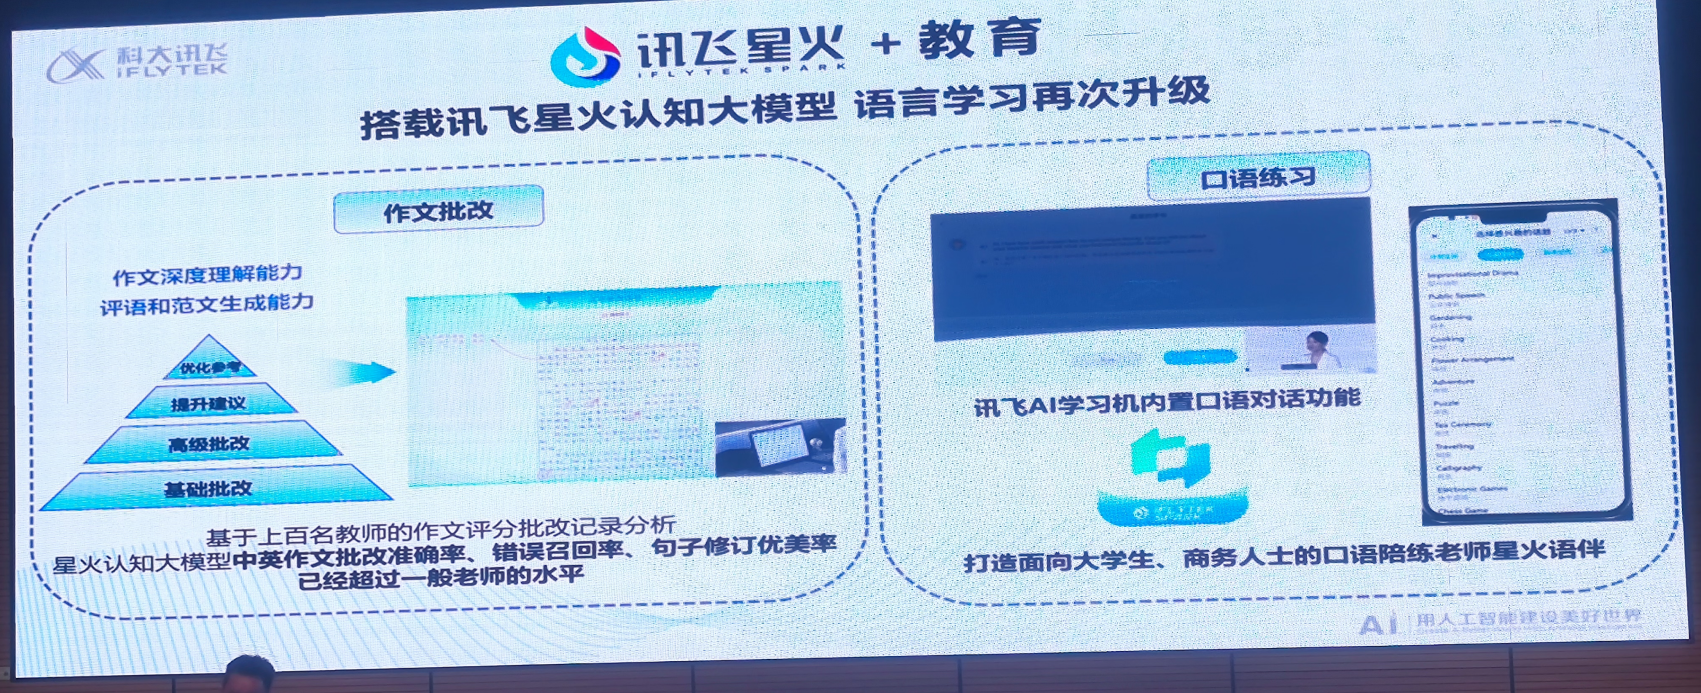 科大讯飞
iFLYTEK
讯飞星火 + 教育
IFLYTEK SPARK
搭载讯飞星火认知大模型 语言学习再次升级
作文批改
作文深度理解能力
评语和范文生成能力
优化参考
提升建议
高级批改
基础批改
基于上百名教师的作文评分批改记录分析
星火认知大模型中英作文批改准确率、错误召回率、句子修订优美率
已经超过一般老师的水平
口语练习
讯飞AI学习机内置口语对话功能
iFLYTEK
SPARK
打造面向大学生、商务人士的口语陪练老师星火语伴
选择感兴趣的话题
Improvisational Drama
Public Speech
Gardening
Cooking
Flower Arrangement
Adventure
Puzzle
Tea Ceremony
Travelling
Calligraphy
Electronic Games
Chess Game
AI 用人工智能建设美好世界